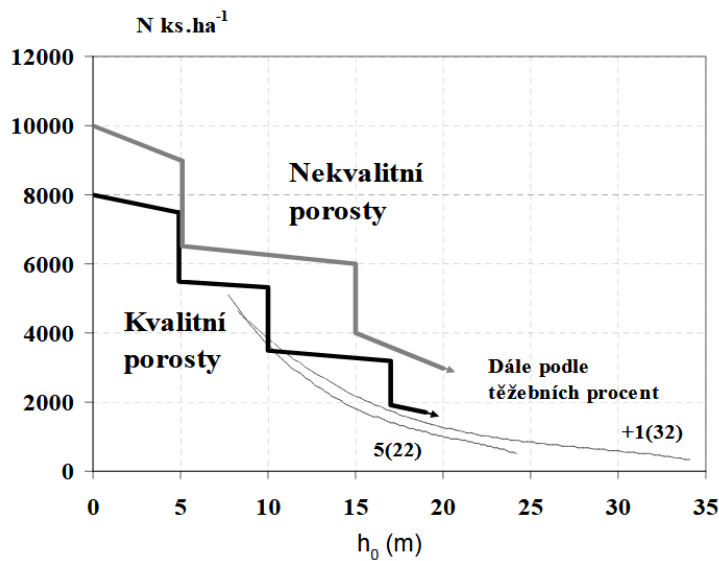 N ks.ha⁻¹
12000
10000
8000
6000
4000
2000
0
Nekvalitní
porosty
Kvalitní
porosty
Dále podle
těžebních procent
+1(32)
5(22)
0 5 10 15 20 25 30 35
h₀ (m)